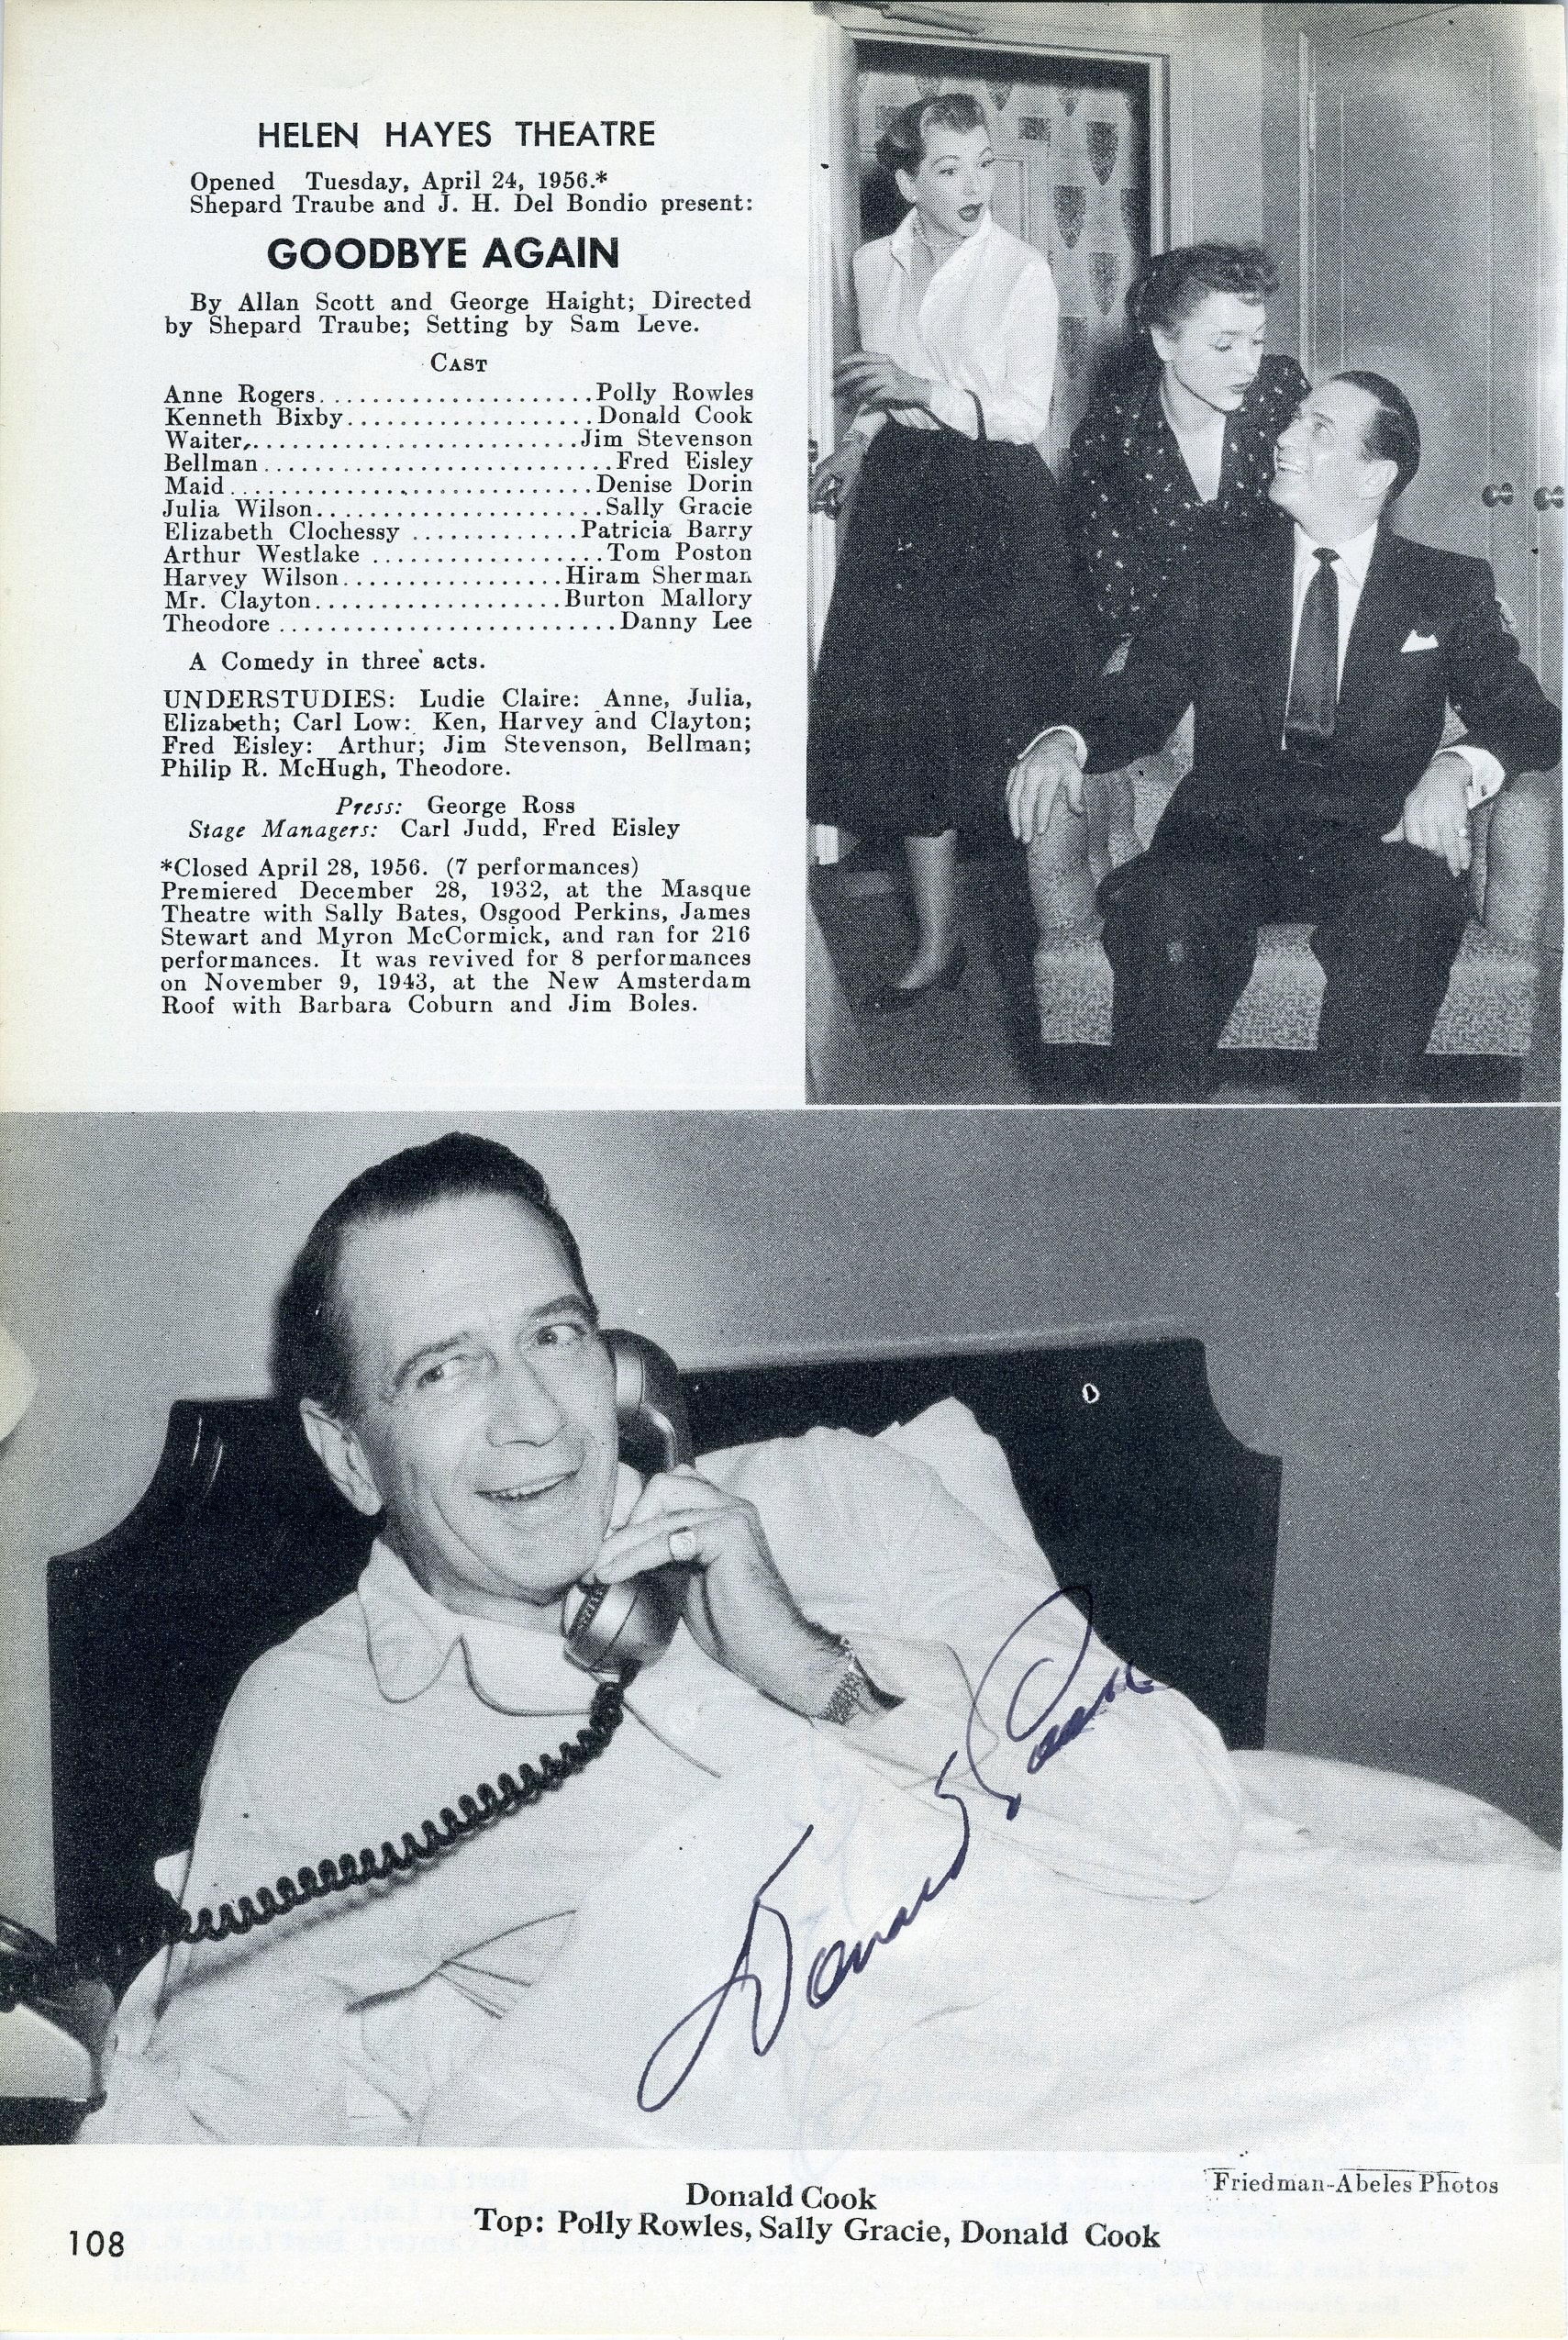 HELEN HAYES THEATRE
Opened Tuesday, April 24, 1956.*
Shepard Traube and J. H. Del Bondio present:
GOODBYE AGAIN
By Allan Scott and George Haight; Directed
by Shepard Traube; Setting by Sam Leve.
CAST
Anne Rogers......................Polly Rowles
Kenneth Bixby....................Donald Cook
Waiter,..........................Jim Stevenson
Bellman............................Fred Eisley
Maid.............................Denise Dorin
Julia Wilson.......................Sally Gracie
Elizabeth Clochessy .............Patricia Barry
Arthur Westlake ..................Tom Poston
Harvey Wilson.................Hiram Sherman
Mr. Clayton...................Burton Mallory
Theodore ..........................Danny Lee
A Comedy in three acts.
UNDERSTUDIES: Ludie Claire: Anne, Julia,
Elizabeth; Carl Low: Ken, Harvey and Clayton;
Fred Eisley: Arthur; Jim Stevenson, Bellman;
Philip R. McHugh, Theodore.
Press: George Ross
Stage Managers: Carl Judd, Fred Eisley
*Closed April 28, 1956. (7 performances)
Premiered December 28, 1932, at the Masque
Theatre with Sally Bates, Osgood Perkins, James
Stewart and Myron McCormick, and ran for 216
performances. It was revived for 8 performances
on November 9, 1943, at the New Amsterdam
Roof with Barbara Coburn and Jim Boles.
Donald Cook
Friedman-Abeles Photos
Donald Cook
Top: Polly Rowles, Sally Gracie, Donald Cook
108